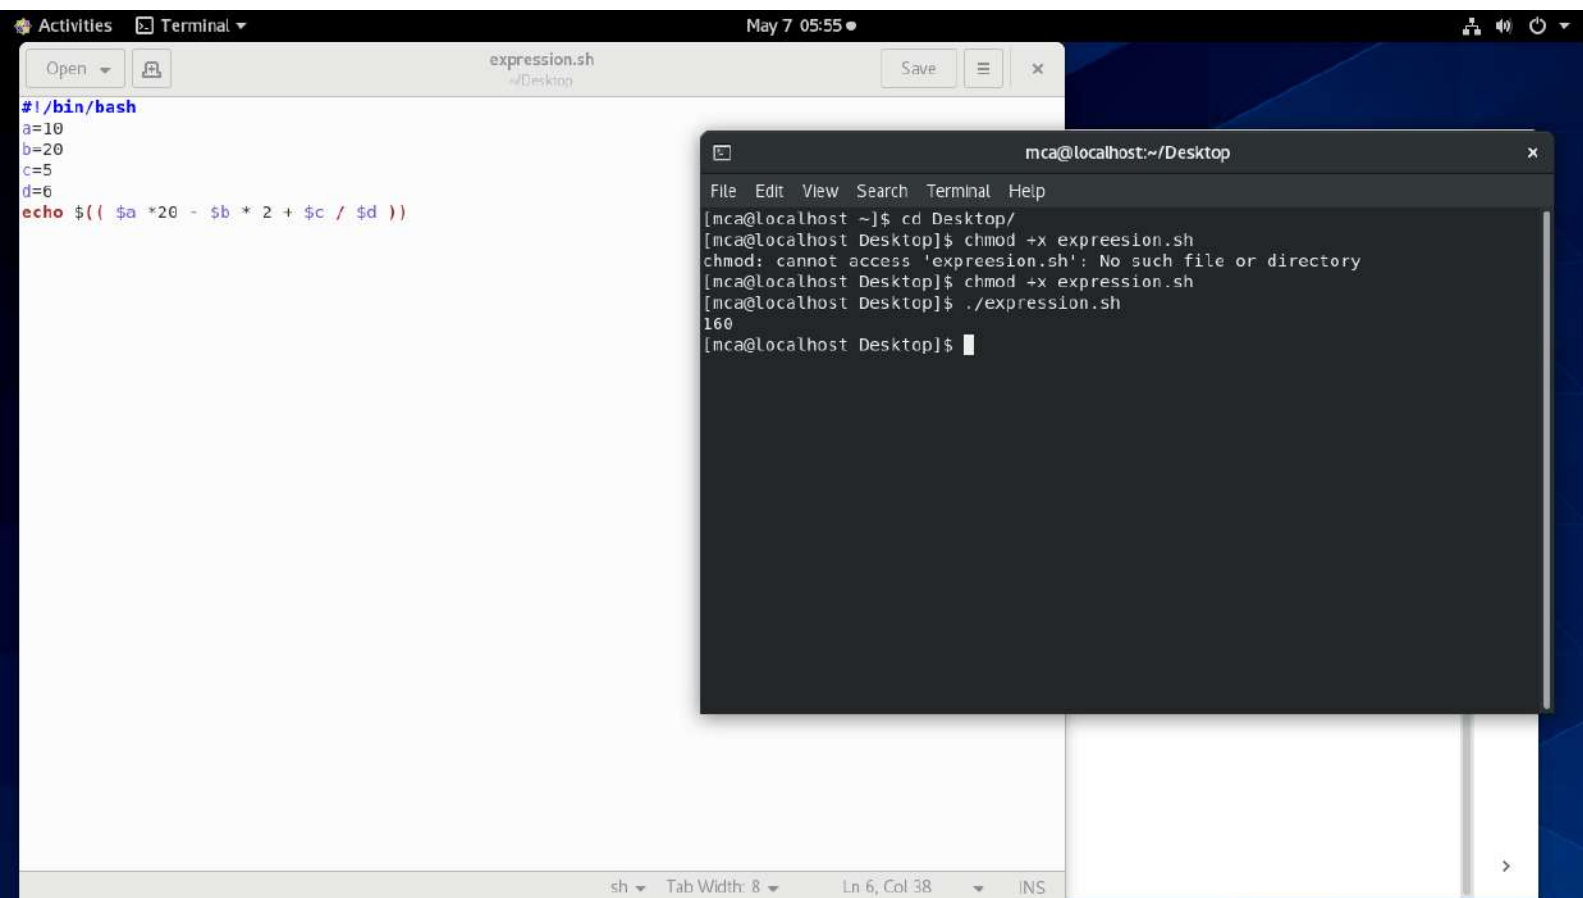 Activities Terminal May 7 05:55
Open expression.sh Save
~/Desktop
#!/bin/bash
a=10
b=20
c=5
d=6
echo $(( $a *20 - $b * 2 + $c / $d ))
sh Tab Width: 8 Ln 6, Col 38 INS
mca@localhost:~/Desktop
File Edit View Search Terminal Help
[mca@localhost ~]$ cd Desktop/
[mca@localhost Desktop]$ chmod +x expreesion.sh
chmod: cannot access 'expreesion.sh': No such file or directory
[mca@localhost Desktop]$ chmod +x expression.sh
[mca@localhost Desktop]$ ./expression.sh
160
[mca@localhost Desktop]$